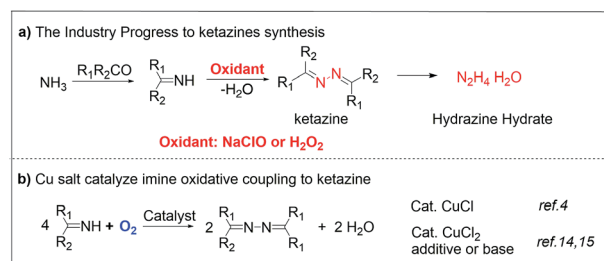 a) The Industry Progress to ketazines synthesis
NH3 R1R2CO R1 NH R2 Oxidant -H2O R2 R1 N N R2 R1 N2H4 H2O
ketazine Hydrazine Hydrate
Oxidant: NaClO or H2O2
b) Cu salt catalyze imine oxidative coupling to ketazine
4 R1 NH R2 + O2 Catalyst 2 R1 R2 N-N R1 R1 + 2 H2O
Cat. CuCl ref.4
Cat. CuCl2 ref.14,15
additive or base